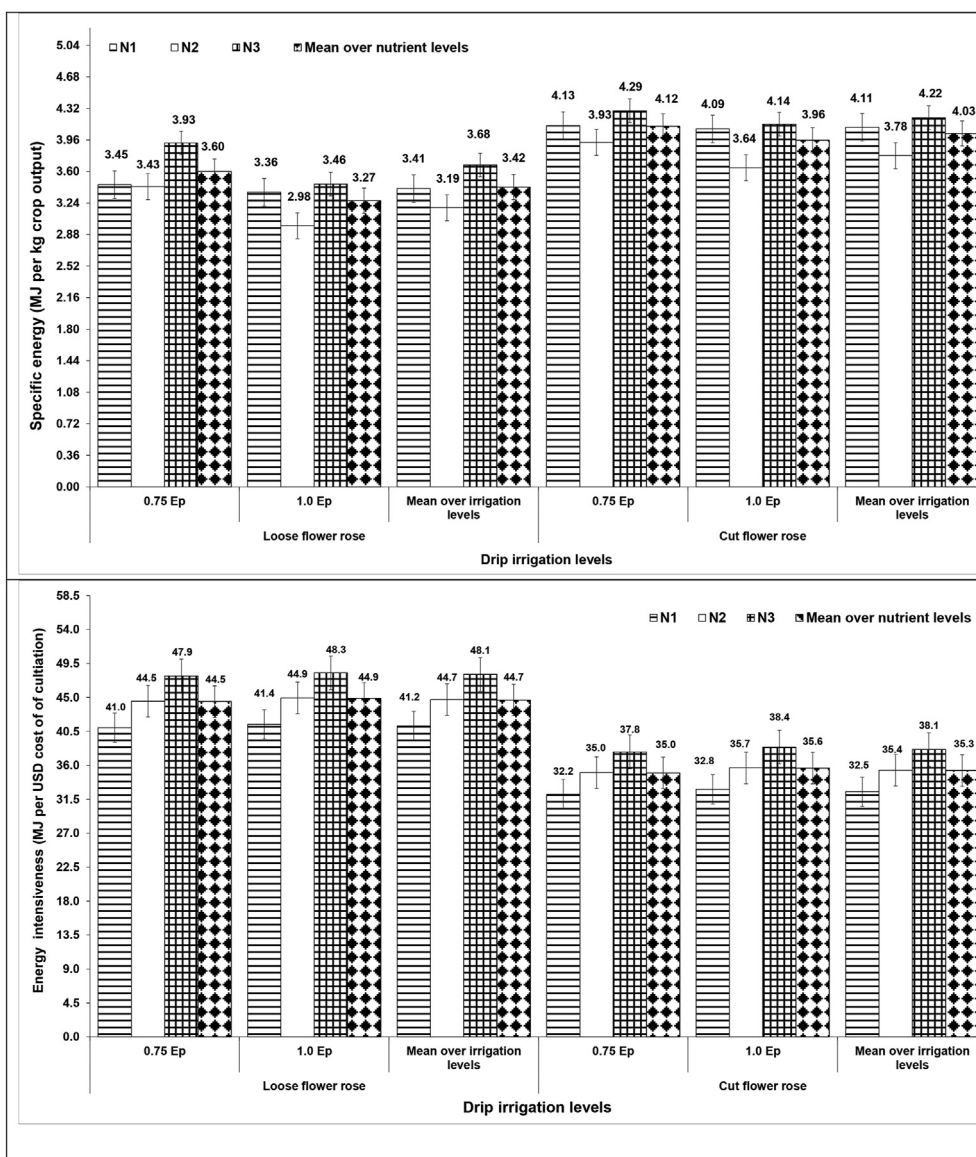 5.04
N1 N2 N3 Mean over nutrient levels
4.68
4.32
3.96
3.60
3.24
2.88
2.52
2.16
1.80
1.44
1.08
0.72
0.36
0.00
Specific energy (MJ per kg crop output)
3.45 3.43 3.93 3.60
3.36 2.98 3.46 3.27
3.41 3.19 3.68 3.42
4.13 3.93 4.29 4.12
4.09 3.64 4.14 3.96
4.11 3.78 4.22 4.03
0.75 Ep 1.0 Ep Mean over irrigation 0.75 Ep 1.0 Ep Mean over irrigation
levels levels
Loose flower rose Cut flower rose
Drip irrigation levels
58.5
54.0
49.5
45.0
40.5
36.0
31.5
27.0
22.5
18.0
13.5
9.0
4.5
0.0
Energy intensiveness (MJ per USD cost of of cultiation)
N1 N2 N3 Mean over nutrient levels
41.0 44.5 47.9 44.5
41.4 44.9 48.3 44.9
41.2 44.7 48.1 44.7
32.2 35.0 37.8 35.0
32.8 35.7 38.4 35.6
32.5 35.4 38.1 35.3
0.75 Ep 1.0 Ep Mean over irrigation 0.75 Ep 1.0 Ep Mean over irrigation
levels levels
Loose flower rose Cut flower rose
Drip irrigation levels